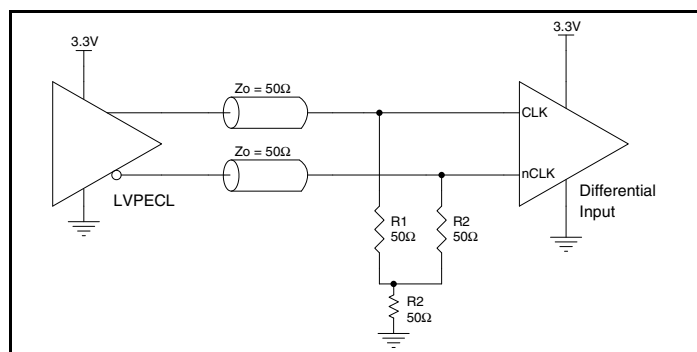 3.3V
3.3V
Zo = 50Ω
CLK
Zo = 50Ω
nCLK
LVPECL
Differential
Input
R1
50Ω
R2
50Ω
R2
50Ω